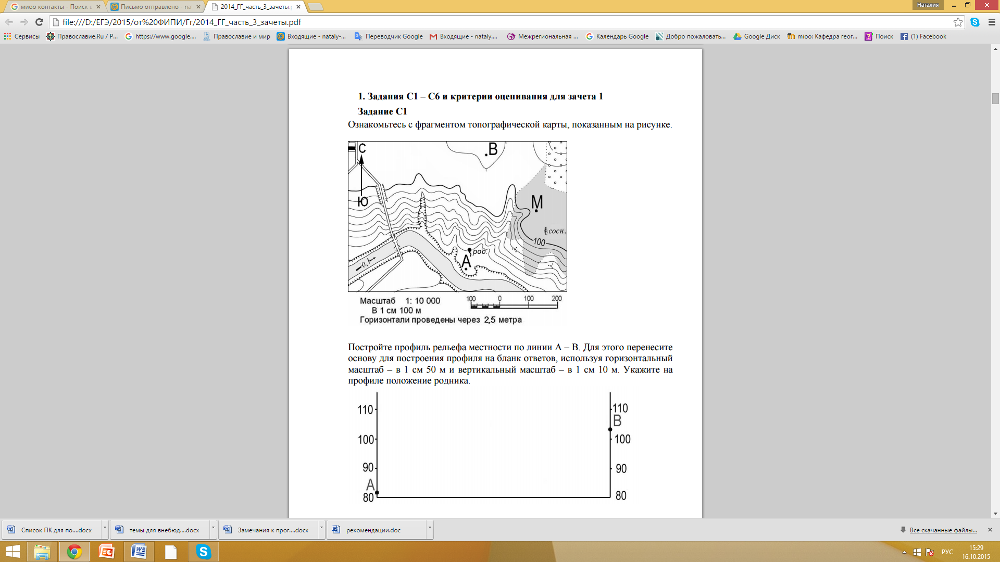 миоо контакты - Поиск в
Письмо отправлено - nat
2014_ГГ_часть_3_зачеты.p
Наталия
file:///D:/ЕГЭ/2015/от%20ФИПИ/Гг/2014_ГГ_часть_3_зачеты.pdf
Сервисы
Православие.Ru / Р...
https://www.google....
Православие и мир
Входящие - nataly-...
Переводчик Google
Входящие - nataly....
Межрегиональная ...
Календарь Google
Добро пожаловать...
Google Диск
mioo: Кафедра геог...
Поиск
(1) Facebook
1. Задания С1 – С6 и критерии оценивания для зачета 1
Задание С1
Ознакомьтесь с фрагментом топографической карты, показанным на рисунке.
С
В
Ю
М
сосн.
100
род.
А
0,1
Масштаб 1: 10 000
100 0 100 200
В 1 см 100 м
Горизонтали проведены через 2,5 метра
Постройте профиль рельефа местности по линии А – В. Для этого перенесите
основу для построения профиля на бланк ответов, используя горизонтальный
масштаб – в 1 см 50 м и вертикальный масштаб – в 1 см 10 м. Укажите на
профиле положение родника.
110 110
В
100 100
90 90
А
80 80
Список ПК для по....docx
темы для внебюд....docx
Замечания к прог....docx
рекомендации.doc
Все скачанные файлы...
РУС
15:29
16.10.2015